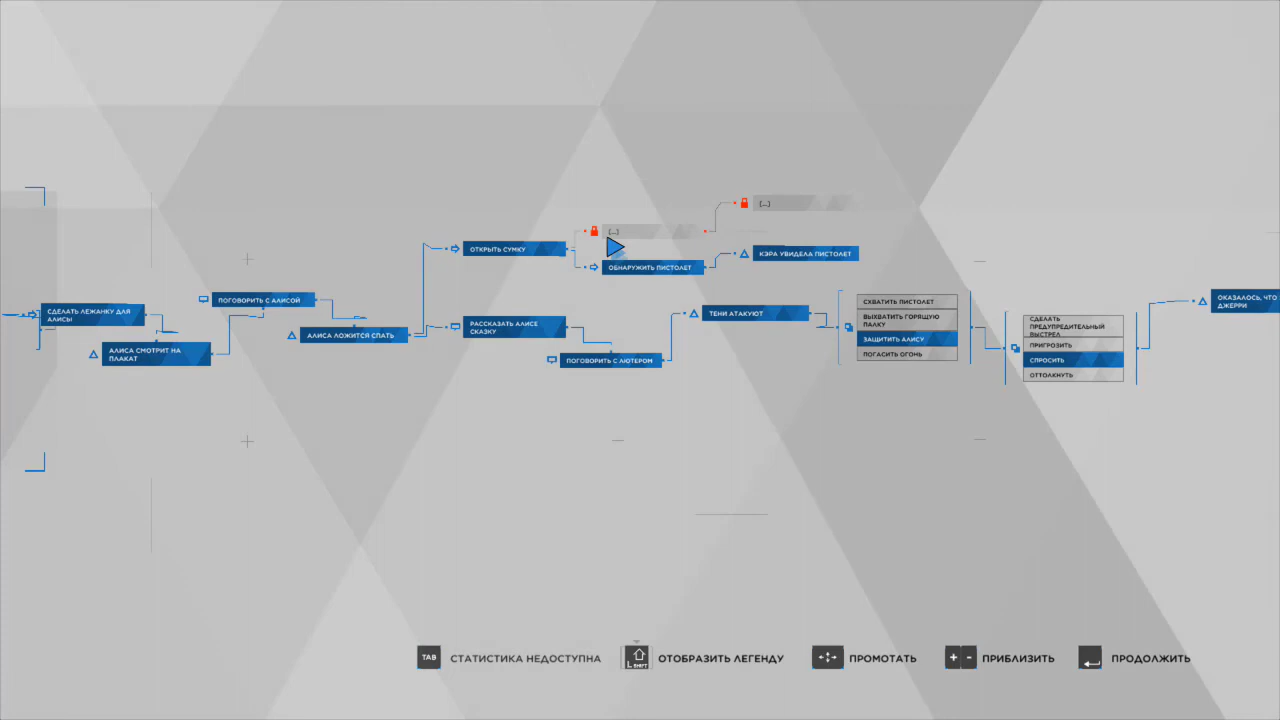 [...]
[...]
ОТКРЫТЬ СУМКУ
КЭРА УВИДЕЛА ПИСТОЛЕТ
ОБНАРУЖИТЬ ПИСТОЛЕТ
ПОГОВОРИТЬ С АЛИСОЙ
СДЕЛАТЬ ЛЕЖАНКУ ДЛЯ
АЛИСЫ
АЛИСА СМОТРИТ НА
ПЛАКАТ
АЛИСА ЛОЖИТСЯ СПАТЬ
РАССКАЗАТЬ АЛИСЕ
СКАЗКУ
ПОГОВОРИТЬ С ЛЮТЕРОМ
ТЕНИ АТАКУЮТ
СХВАТИТЬ ПИСТОЛЕТ
ВЫХВАТИТЬ ГОРЯЩУЮ
ПАЛКУ
ЗАЩИТИТЬ АЛИСУ
ПОГАСИТЬ ОГОНЬ
СДЕЛАТЬ
ПРЕДУПРЕДИТЕЛЬНЫЙ
ВЫСТРЕЛ
ПРИГРОЗИТЬ
СПРОСИТЬ
ОТТОЛКНУТЬ
ОКАЗАЛОСЬ, ЧТО
ДЖЕРРИ
TAB СТАТИСТИКА НЕДОСТУПНА
L SHIFT ОТОБРАЗИТЬ ЛЕГЕНДУ
ПРОМОТАТЬ
+ - ПРИБЛИЗИТЬ
ПРОДОЛЖИТЬ